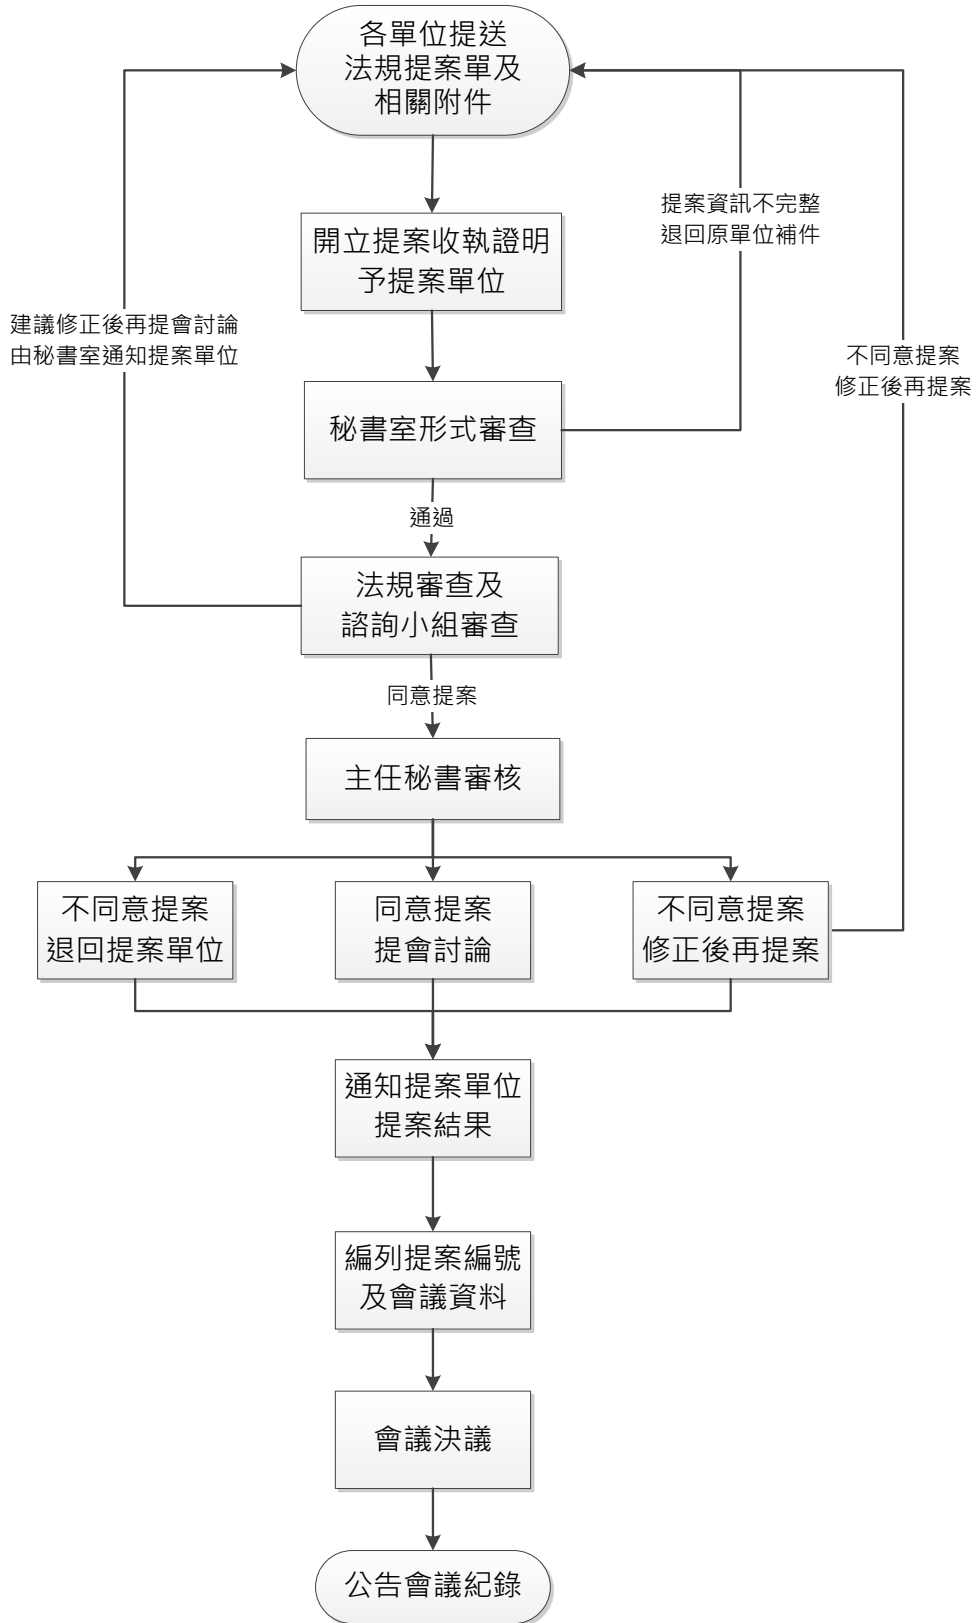 各單位提送
法規提案單及
相關附件
提案資訊不完整
退回原單位補件
開立提案收執證明
予提案單位
建議修正後再提會討論
由秘書室通知提案單位
不同意提案
修正後再提案
秘書室形式審查
通過
法規審查及
諮詢小組審查
同意提案
主任秘書審核
不同意提案
退回提案單位
同意提案
提會討論
不同意提案
修正後再提案
通知提案單位
提案結果
編列提案編號
及會議資料
會議決議
公告會議紀錄